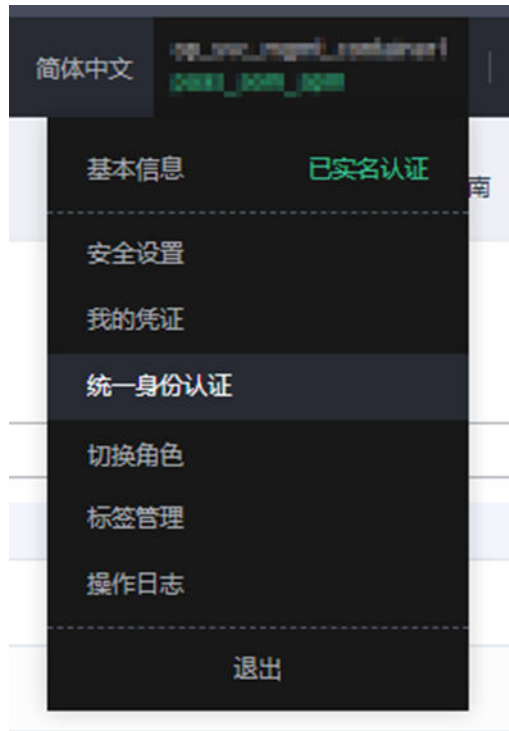 简体中文
基本信息 已实名认证
南
安全设置
我的凭证
统一身份认证
切换角色
标签管理
操作日志
退出